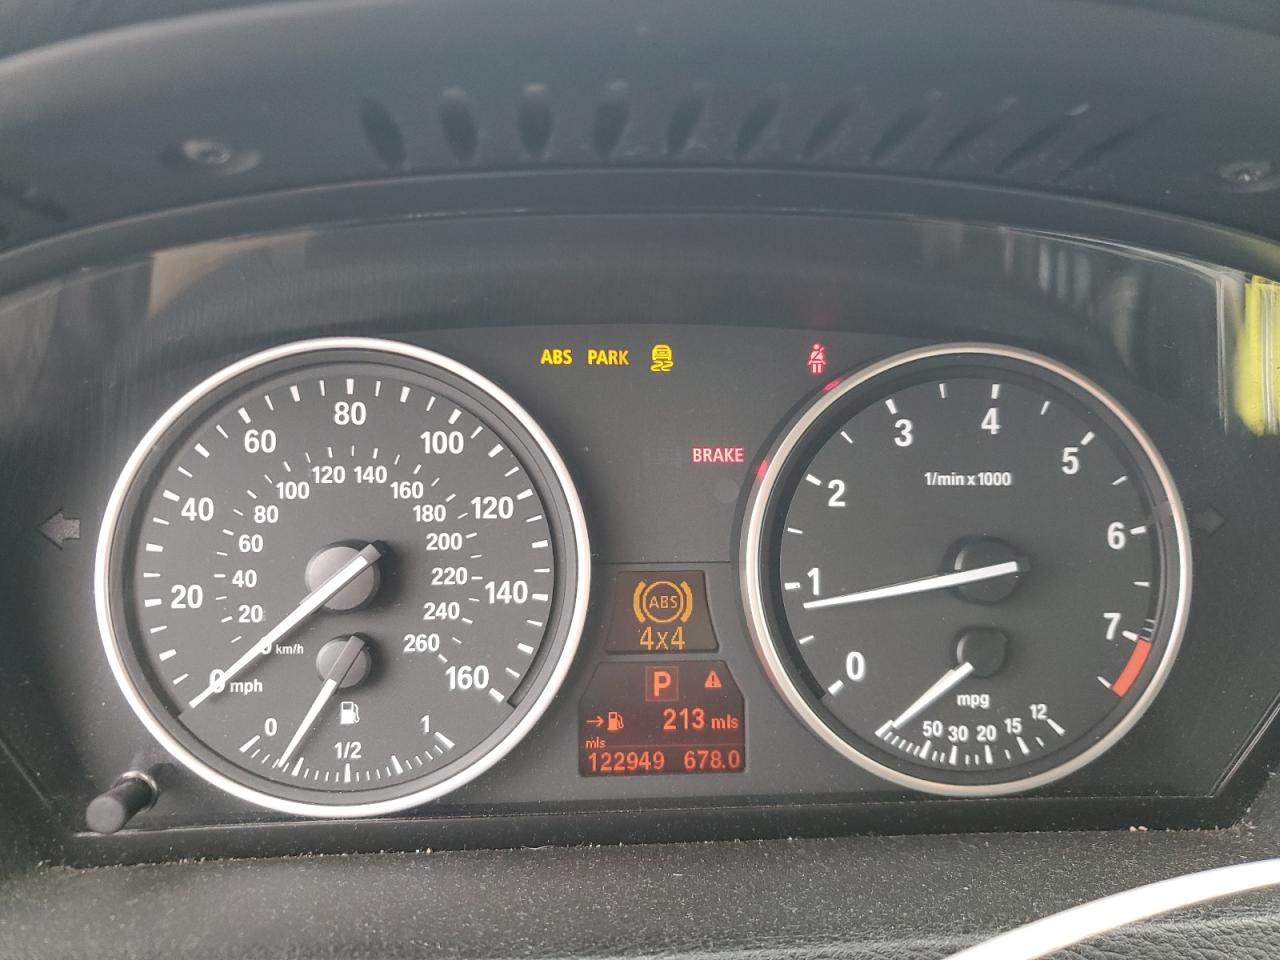 ABS PARK
BRAKE
0 20 40 60 80 100 120 140 160
mph
20 40 60 80 100 120 140 160 180 200 220 240 260
km/h
0 1/2 1
ABS
4x4
P
213 mls
mls
122949 678.0
0 1 2 3 4 5 6 7
1/min x 1000
mpg
50 30 20 15 12